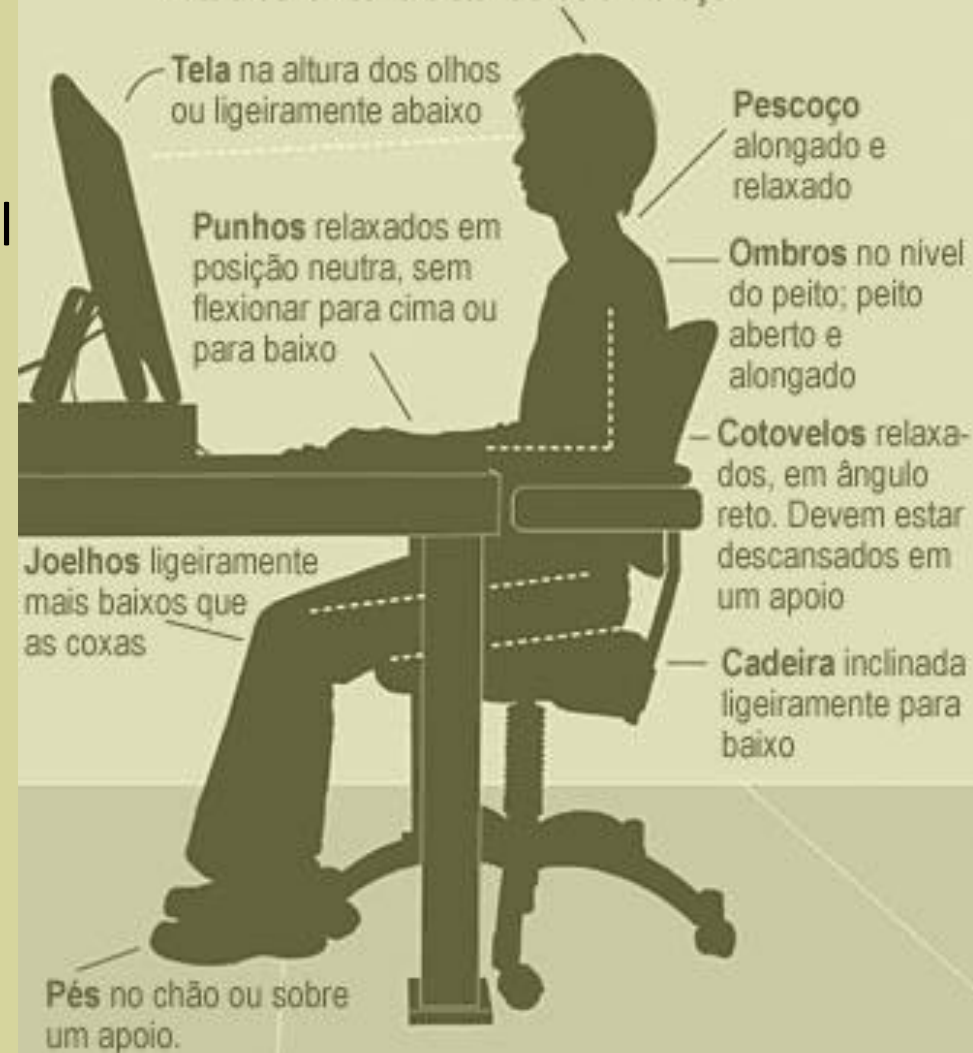 Tela na altura dos olhos
ou ligeiramente abaixo
Pescoço
alongado e
relaxado
Punhos relaxados em
posição neutra, sem
flexionar para cima ou
para baixo
Ombros no nivel
do peito; peito
aberto e
alongado
Cotovelos relaxa-
dos, em ângulo
reto. Devem estar
descansados em
um apoio
Joelhos ligeiramente
mais baixos que
as coxas
Cadeira inclinada
ligeiramente para
baixo
Pés no chão ou sobre
um apoio.